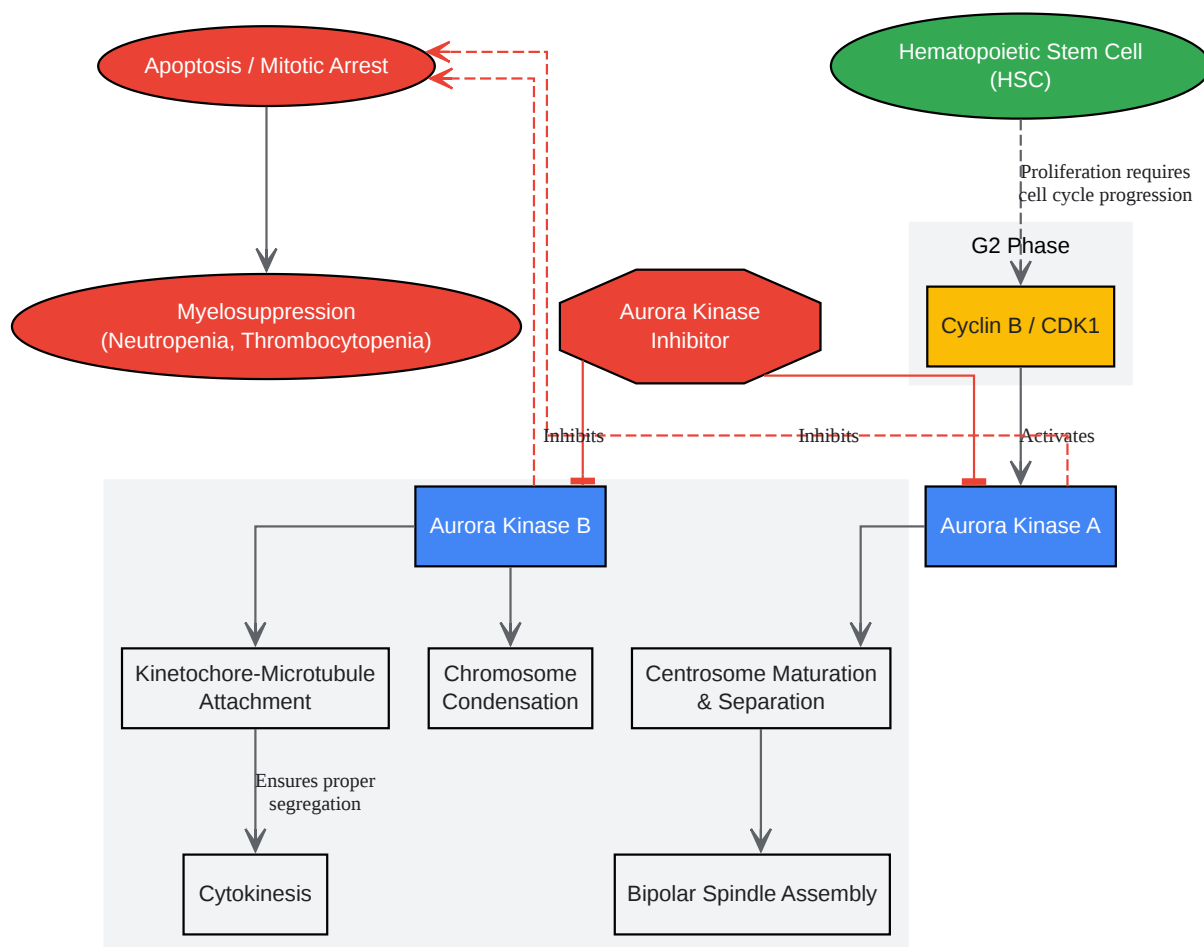 Apoptosis / Mitotic Arrest
Hematopoietic Stem Cell
(HSC)
Proliferation requires
cell cycle progression
G2 Phase
Myelosuppression
(Neutropenia, Thrombocytopenia)
Aurora Kinase
Inhibitor
Cyclin B / CDK1
Inhibits
Inhibits
Activates
Aurora Kinase B
Aurora Kinase A
Kinetochore-Microtubule
Attachment
Chromosome
Condensation
Centrosome Maturation
& Separation
Ensures proper
segregation
Cytokinesis
Bipolar Spindle Assembly